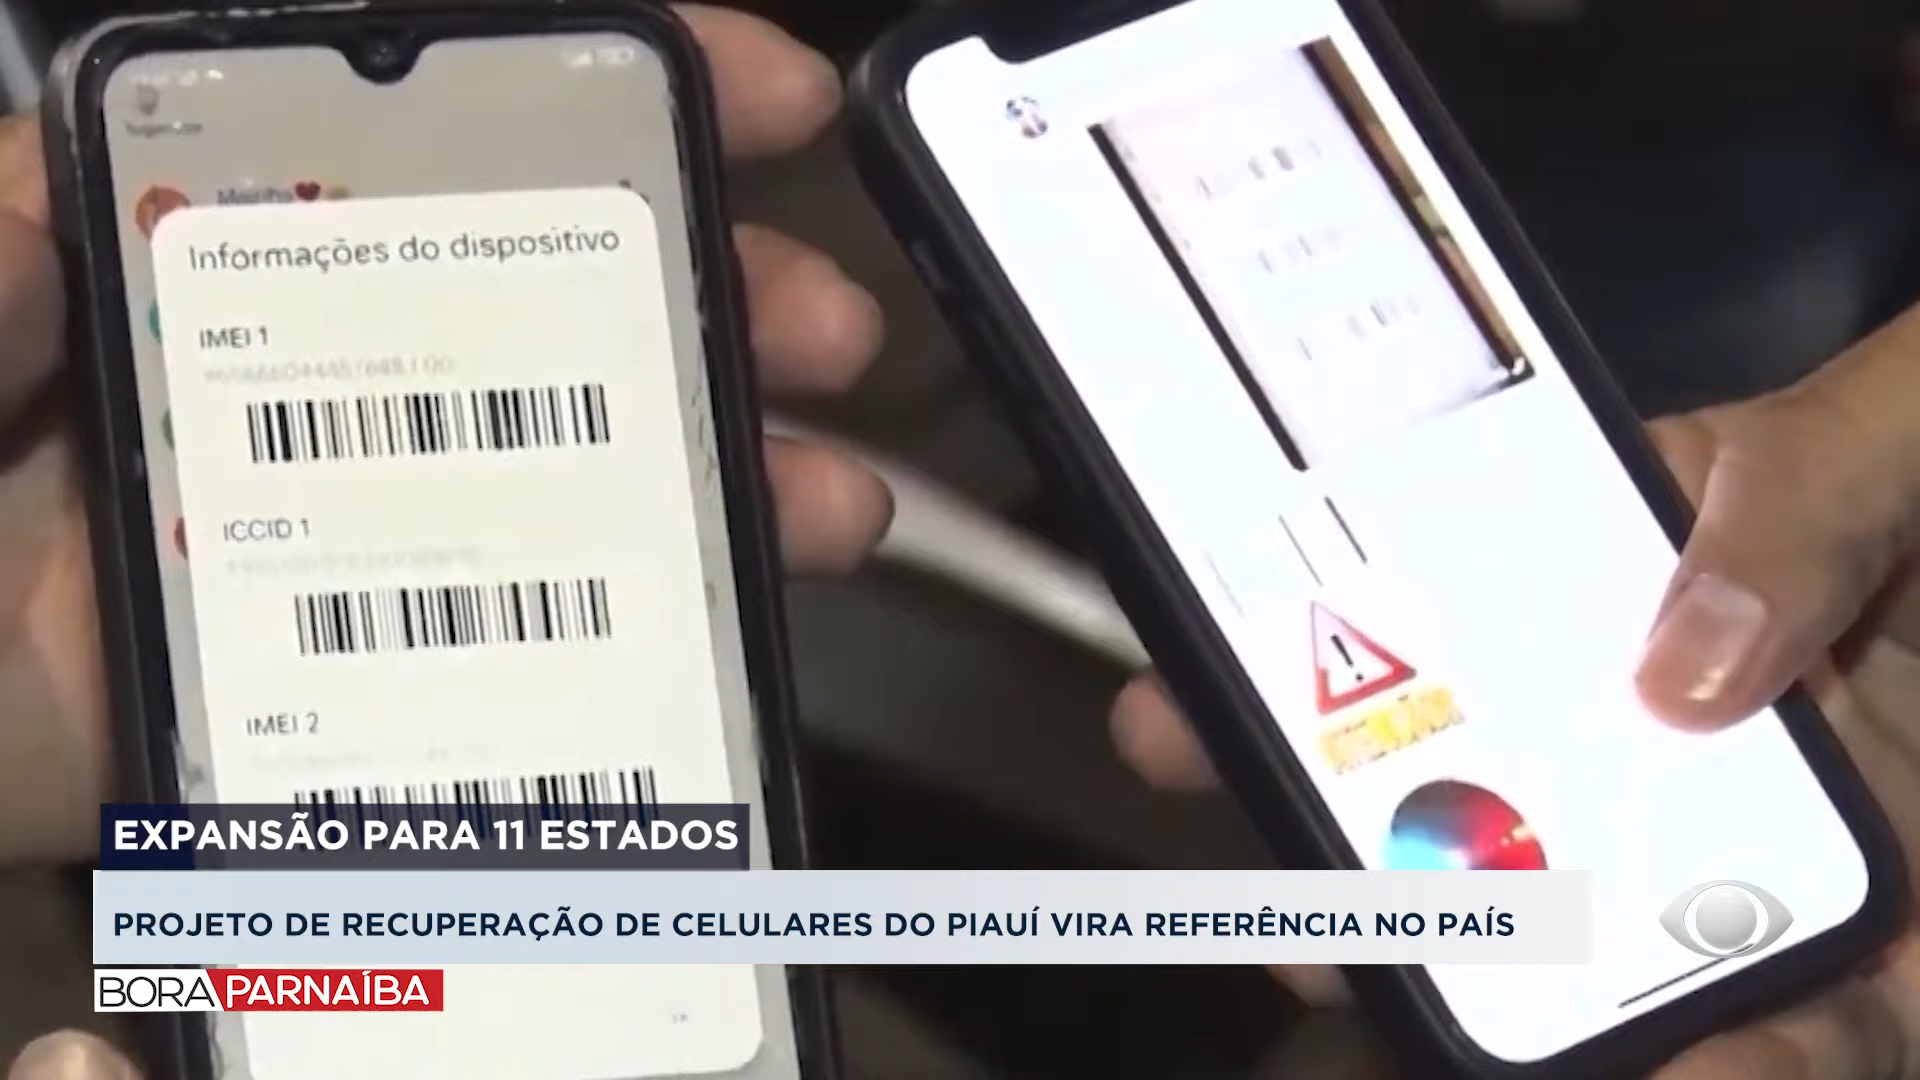 Informações do dispositivo
IMEI 1
ICCID 1
IMEI 2
EXPANSÃO PARA 11 ESTADOS
PROJETO DE RECUPERAÇÃO DE CELULARES DO PIAUÍ VIRA REFERÊNCIA NO PAÍS
BORA PARNAÍBA